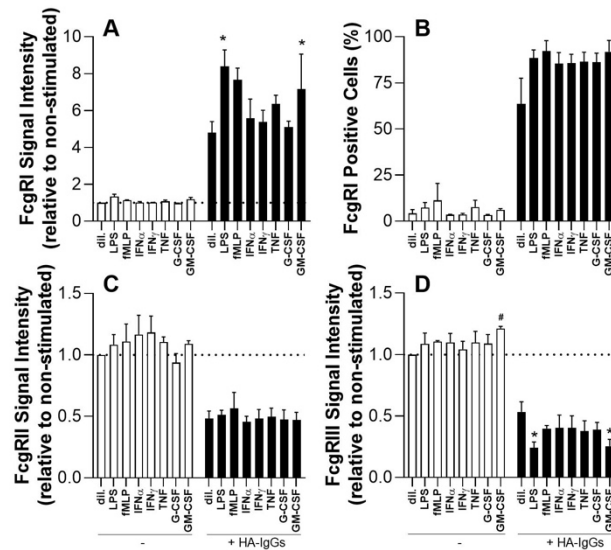 A
FcgRI Signal Intensity
(relative to non-stimulated)
10
8
6
4
2
0
*
*
dil.
LPS
fMLP
IFNα
IFNγ
TNF
G-CSF
GM-CSF
dil.
LPS
fMLP
IFNα
IFNγ
TNF
G-CSF
GM-CSF
B
FcgRI Positive Cells (%)
100
75
50
25
0
dil.
LPS
fMLP
IFNα
IFNγ
TNF
G-CSF
GM-CSF
dil.
LPS
fMLP
IFNα
IFNγ
TNF
G-CSF
GM-CSF
C
FcgRII Signal Intensity
(relative to non-stimulated)
1.5
1.0
0.5
0.0
dil.
LPS
fMLP
IFNα
IFNγ
TNF
G-CSF
GM-CSF
dil.
LPS
fMLP
IFNα
IFNγ
TNF
G-CSF
GM-CSF
-
+ HA-IgGs
D
FcgRIII Signal Intensity
(relative to non-stimulated)
1.5
1.0
0.5
0.0
#
*
*
dil.
LPS
fMLP
IFNα
IFNγ
TNF
G-CSF
GM-CSF
dil.
LPS
fMLP
IFNα
IFNγ
TNF
G-CSF
GM-CSF
-
+ HA-IgGs